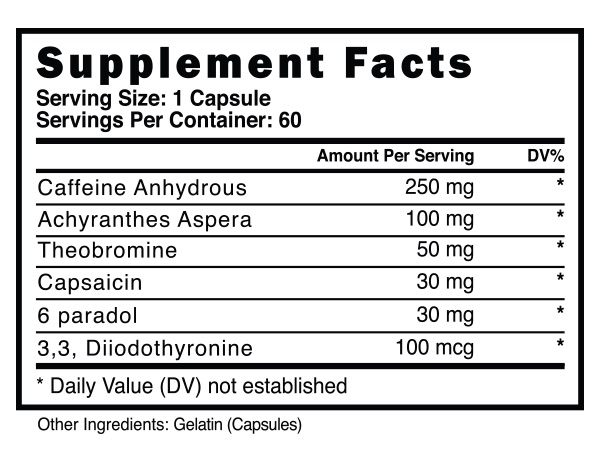 Supplement Facts
Serving Size: 1 Capsule
Servings Per Container: 60
Amount Per Serving DV%
Caffeine Anhydrous 250 mg *
Achyranthes Aspera 100 mg *
Theobromine 50 mg *
Capsaicin 30 mg *
6 paradol 30 mg *
3,3, Diiodothyronine 100 mcg *
* Daily Value (DV) not established
Other Ingredients: Gelatin (Capsules)